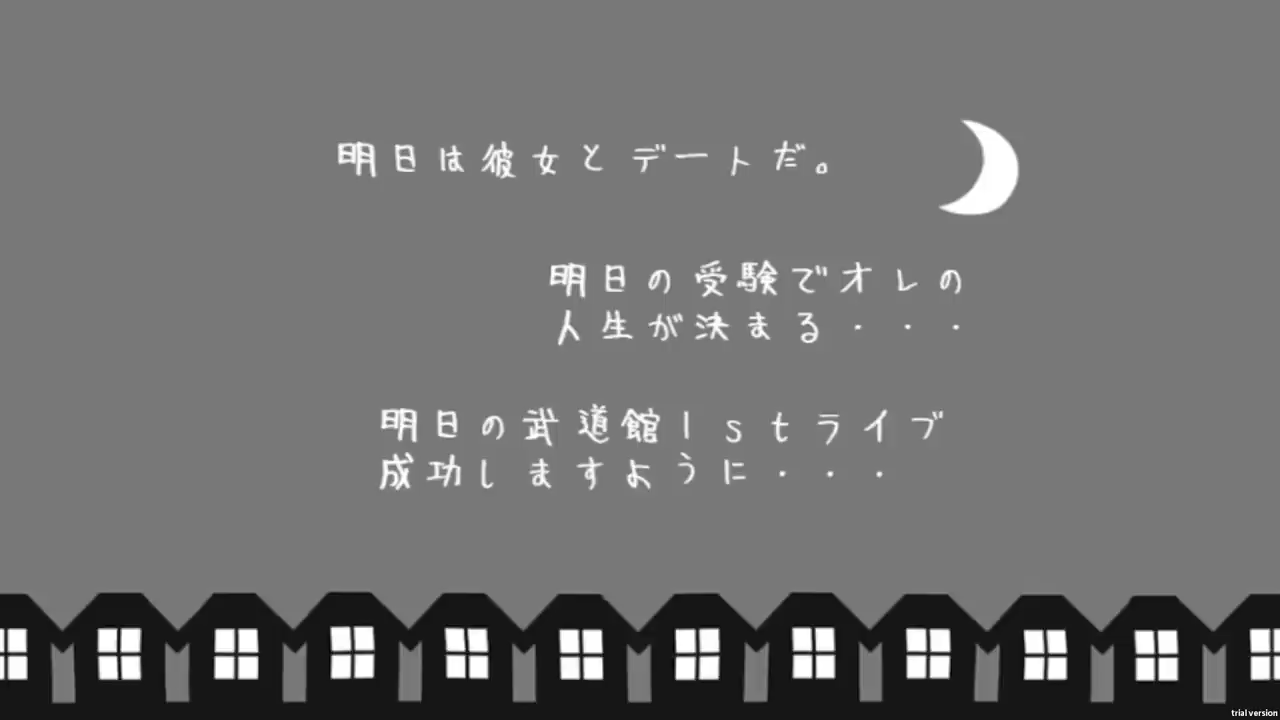 明日は彼女とデートだ。
明日の受験でオレの
人生が決まる・・・
明日の武道館1stライブ
成功しますように・・・
trial version